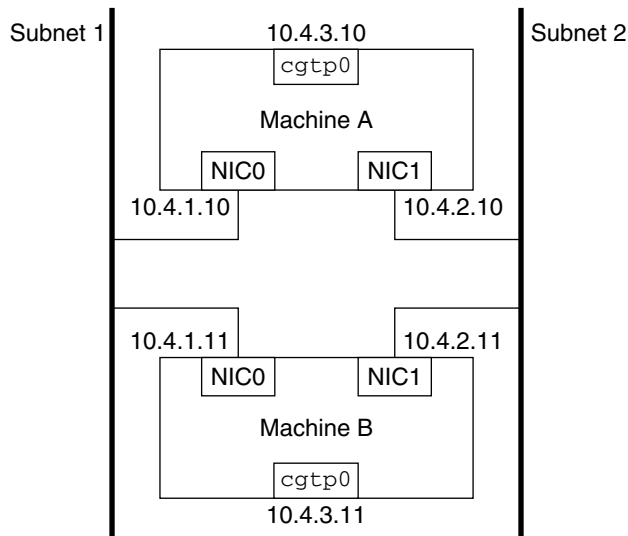 Subnet 1
10.4.3.10
Subnet 2
cgtp0
Machine A
NIC0
NIC1
10.4.1.10
10.4.2.10
10.4.1.11
10.4.2.11
NIC0
NIC1
Machine B
cgtp0
10.4.3.11